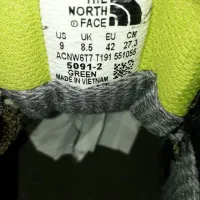 THE
NORTH
FACE
US UK EU CM
9 8.5 42 27.3
ACNW6T7 T191 551055
5091-2
GREEN
MADE IN VIETNAM